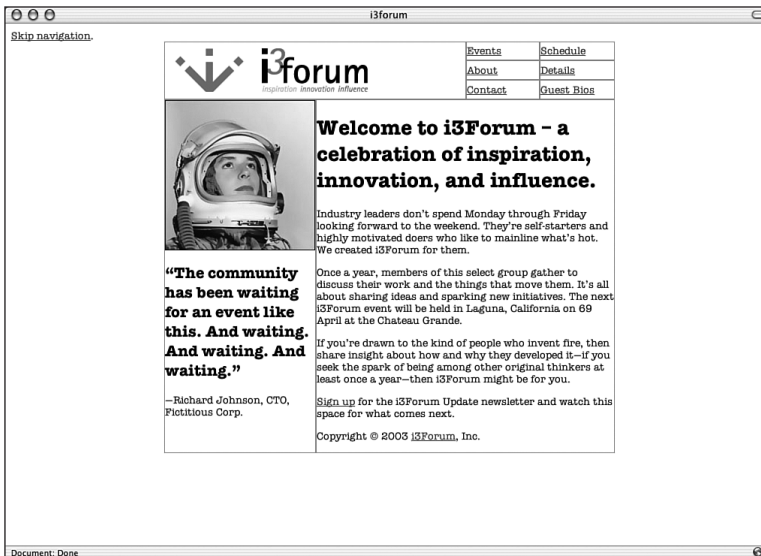 i3forum
Skip navigation.
i3forum
inspiration innovation influence
Events
Schedule
About
Details
Contact
Guest Bios
Welcome to i3Forum – a
celebration of inspiration,
innovation, and influence.
Industry leaders don’t spend Monday through Friday
looking forward to the weekend. They’re self-starters and
highly motivated doers who like to mainline what’s hot.
We created i3Forum for them.
Once a year, members of this select group gather to
discuss their work and the things that move them. It’s all
about sharing ideas and sparking new initiatives. The next
i3Forum event will be held in Laguna, California on 69
April at the Chateau Grande.
If you’re drawn to the kind of people who invent fire, then
share insight about how and why they developed it—if you
seek the spark of being among other original thinkers at
least once a year—then i3Forum might be for you.
Sign up for the i3Forum Update newsletter and watch this
space for what comes next.
Copyright © 2003 i3Forum, Inc.
“The community
has been waiting
for an event like
this. And waiting.
And waiting. And
waiting.”
—Richard Johnson, CTO,
Fictitious Corp.
Document: Done